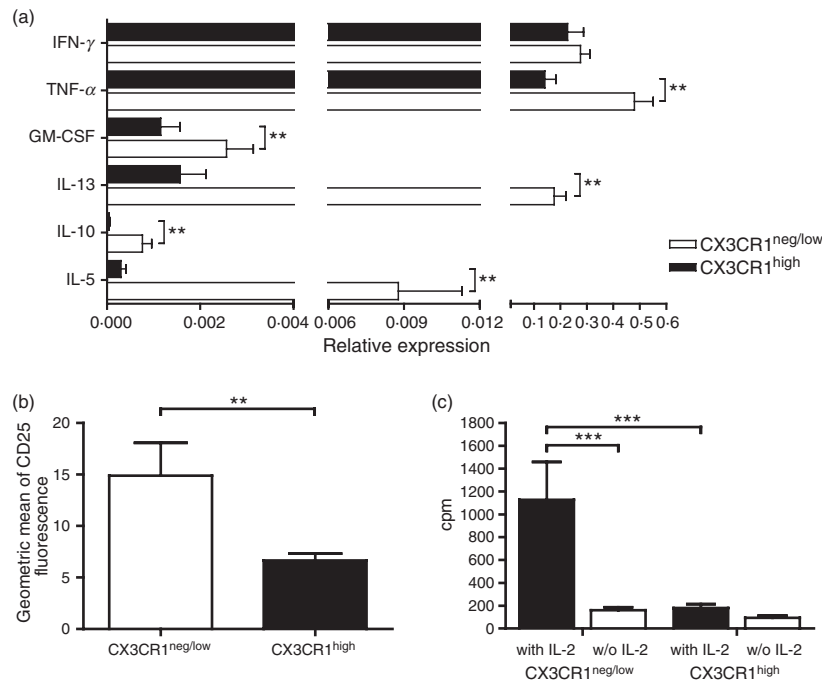 (a)
IFN-γ
TNF-α
**
GM-CSF
**
IL-13
**
IL-10
**
CX3CR1neg/low
CX3CR1high
IL-5
**
0·000 0·002 0·004 0·006 0·009 0·012 0·1 0·2 0·3 0·4 0·5 0·6
Relative expression
(b)
**
20
15
10
5
0
Geometric mean of CD25
fluorescence
CX3CR1neg/low CX3CR1high
(c)
***
***
1800
1600
1400
1200
1000
800
600
400
200
0
cpm
with IL-2 w/o IL-2 with IL-2 w/o IL-2
CX3CR1neg/low CX3CR1high